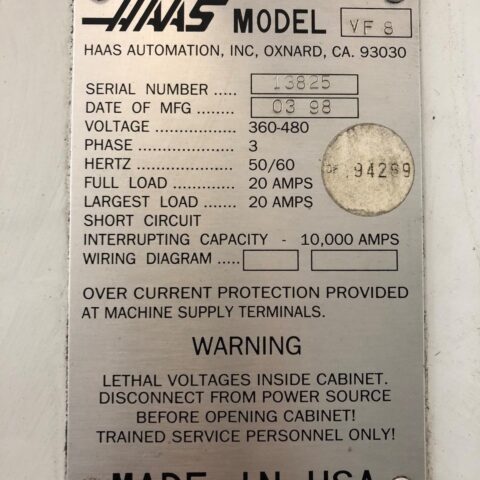 HAAS MODEL VF 8
HAAS AUTOMATION, INC, OXNARD, CA. 93030
SERIAL NUMBER ..... 13825
DATE OF MFG ........ 03 98
VOLTAGE ................. 360-480
PHASE ..................... 3
HERTZ .................... 50/60
FULL LOAD ............. 20 AMPS
LARGEST LOAD ....... 20 AMPS
SHORT CIRCUIT
INTERRUPTING CAPACITY - 10,000 AMPS
WIRING DIAGRAM .....
94299
OVER CURRENT PROTECTION PROVIDED
AT MACHINE SUPPLY TERMINALS.
WARNING
LETHAL VOLTAGES INSIDE CABINET.
DISCONNECT FROM POWER SOURCE
BEFORE OPENING CABINET!
TRAINED SERVICE PERSONNEL ONLY!
MADE IN USA